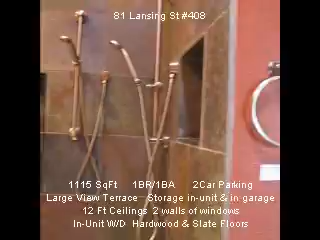 81 Lansing St #408
1115 SqFt 1BR/1BA 2Car Parking
Large View Terrace Storage in-unit & in garage
12 Ft Ceilings 2 walls of windows
In-Unit W/D Hardwood & Slate Floors